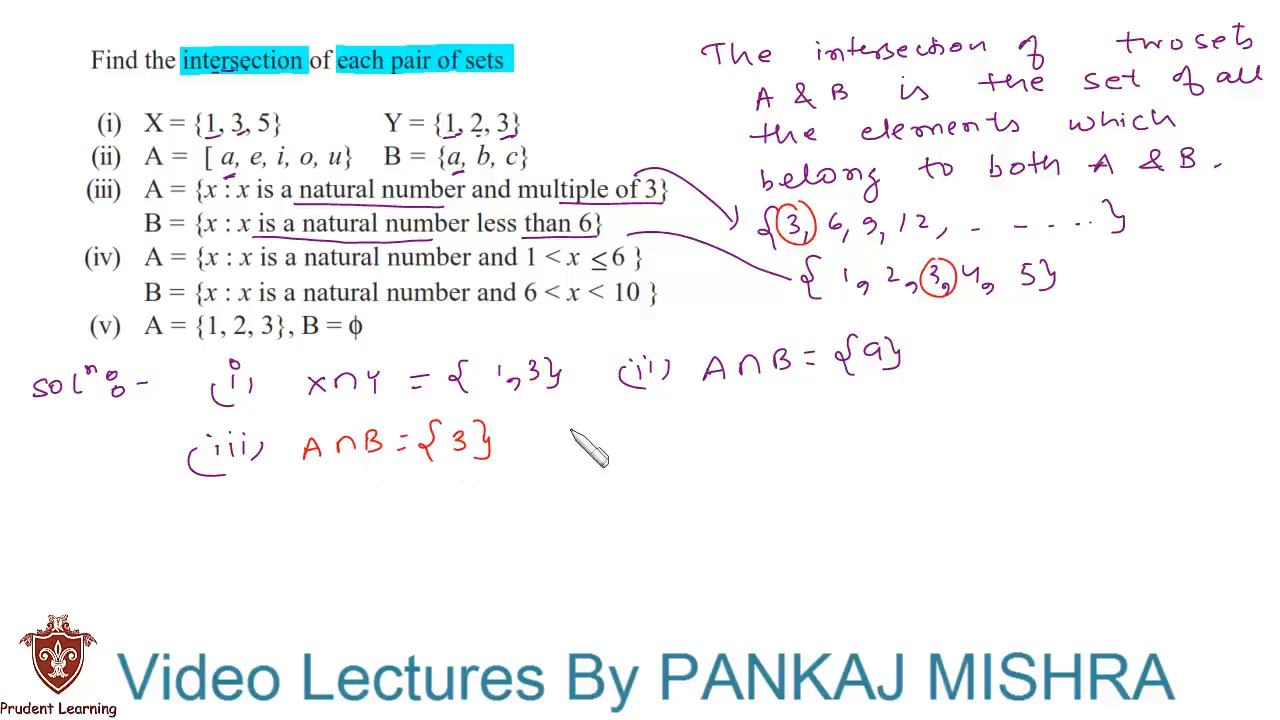 Find the intersection of each pair of sets
(i) X = {1, 3, 5} Y = {1, 2, 3}
(ii) A = [ a, e, i, o, u} B = {a, b, c}
(iii) A = {x : x is a natural number and multiple of 3}
B = {x : x is a natural number less than 6}
(iv) A = {x : x is a natural number and 1 < x ≤ 6 }
B = {x : x is a natural number and 6 < x < 10 }
(v) A = {1, 2, 3}, B = ϕ
The intersection of two sets
A & B is the set of all
the elements which
belong to both A & B.
{3, 6, 9, 12, - - - . . . }
{ 1, 2, 3, 4, 5}
Solⁿ :- (i) X ∩ Y = { 1, 3} (ii) A ∩ B = {a}
(iii) A ∩ B = {3}
Prudent Learning
Video Lectures By PANKAJ MISHRA